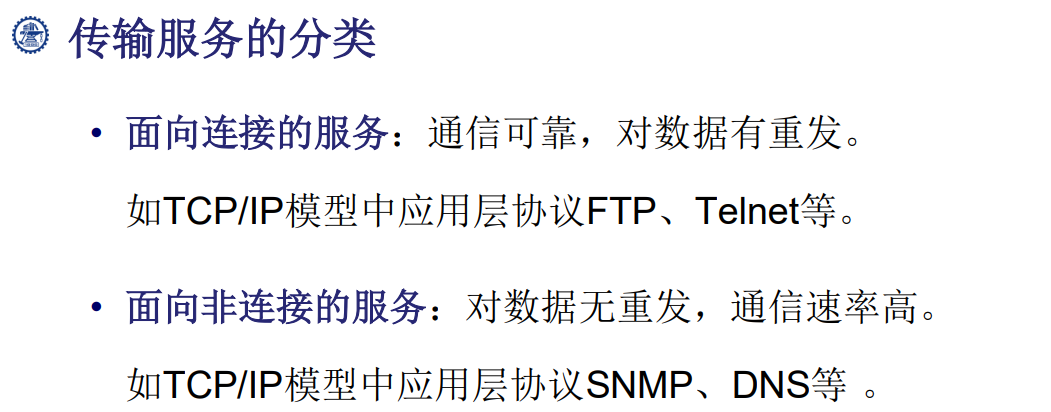 传输服务的分类
• 面向连接的服务：通信可靠，对数据有重发。
如TCP/IP模型中应用层协议FTP、Telnet等。
• 面向非连接的服务：对数据无重发，通信速率高。
如TCP/IP模型中应用层协议SNMP、DNS等 。